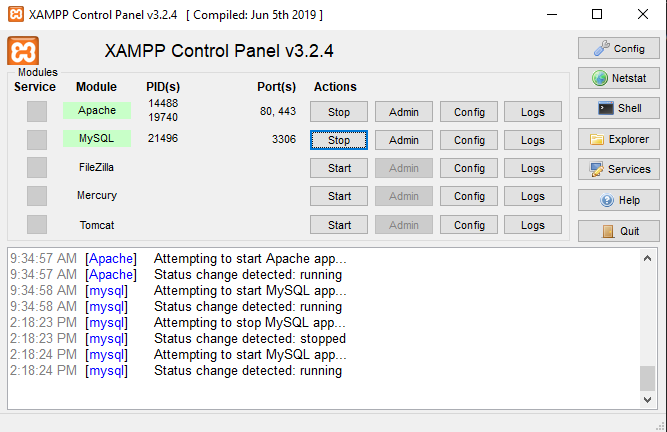 XAMPP Control Panel v3.2.4 [ Compiled: Jun 5th 2019 ]
XAMPP Control Panel v3.2.4
Config
Modules
Service Module PID(s) Port(s) Actions
Netstat
Apache 14488 19740 80, 443 Stop Admin Config Logs
Shell
MySQL 21496 3306 Stop Admin Config Logs
Explorer
FileZilla Start Admin Config Logs
Services
Mercury Start Admin Config Logs
Help
Tomcat Start Admin Config Logs
Quit
9:34:57 AM [Apache] Attempting to start Apache app...
9:34:57 AM [Apache] Status change detected: running
9:34:58 AM [mysql] Attempting to start MySQL app...
9:34:58 AM [mysql] Status change detected: running
2:18:23 PM [mysql] Attempting to stop MySQL app...
2:18:23 PM [mysql] Status change detected: stopped
2:18:24 PM [mysql] Attempting to start MySQL app...
2:18:24 PM [mysql] Status change detected: running